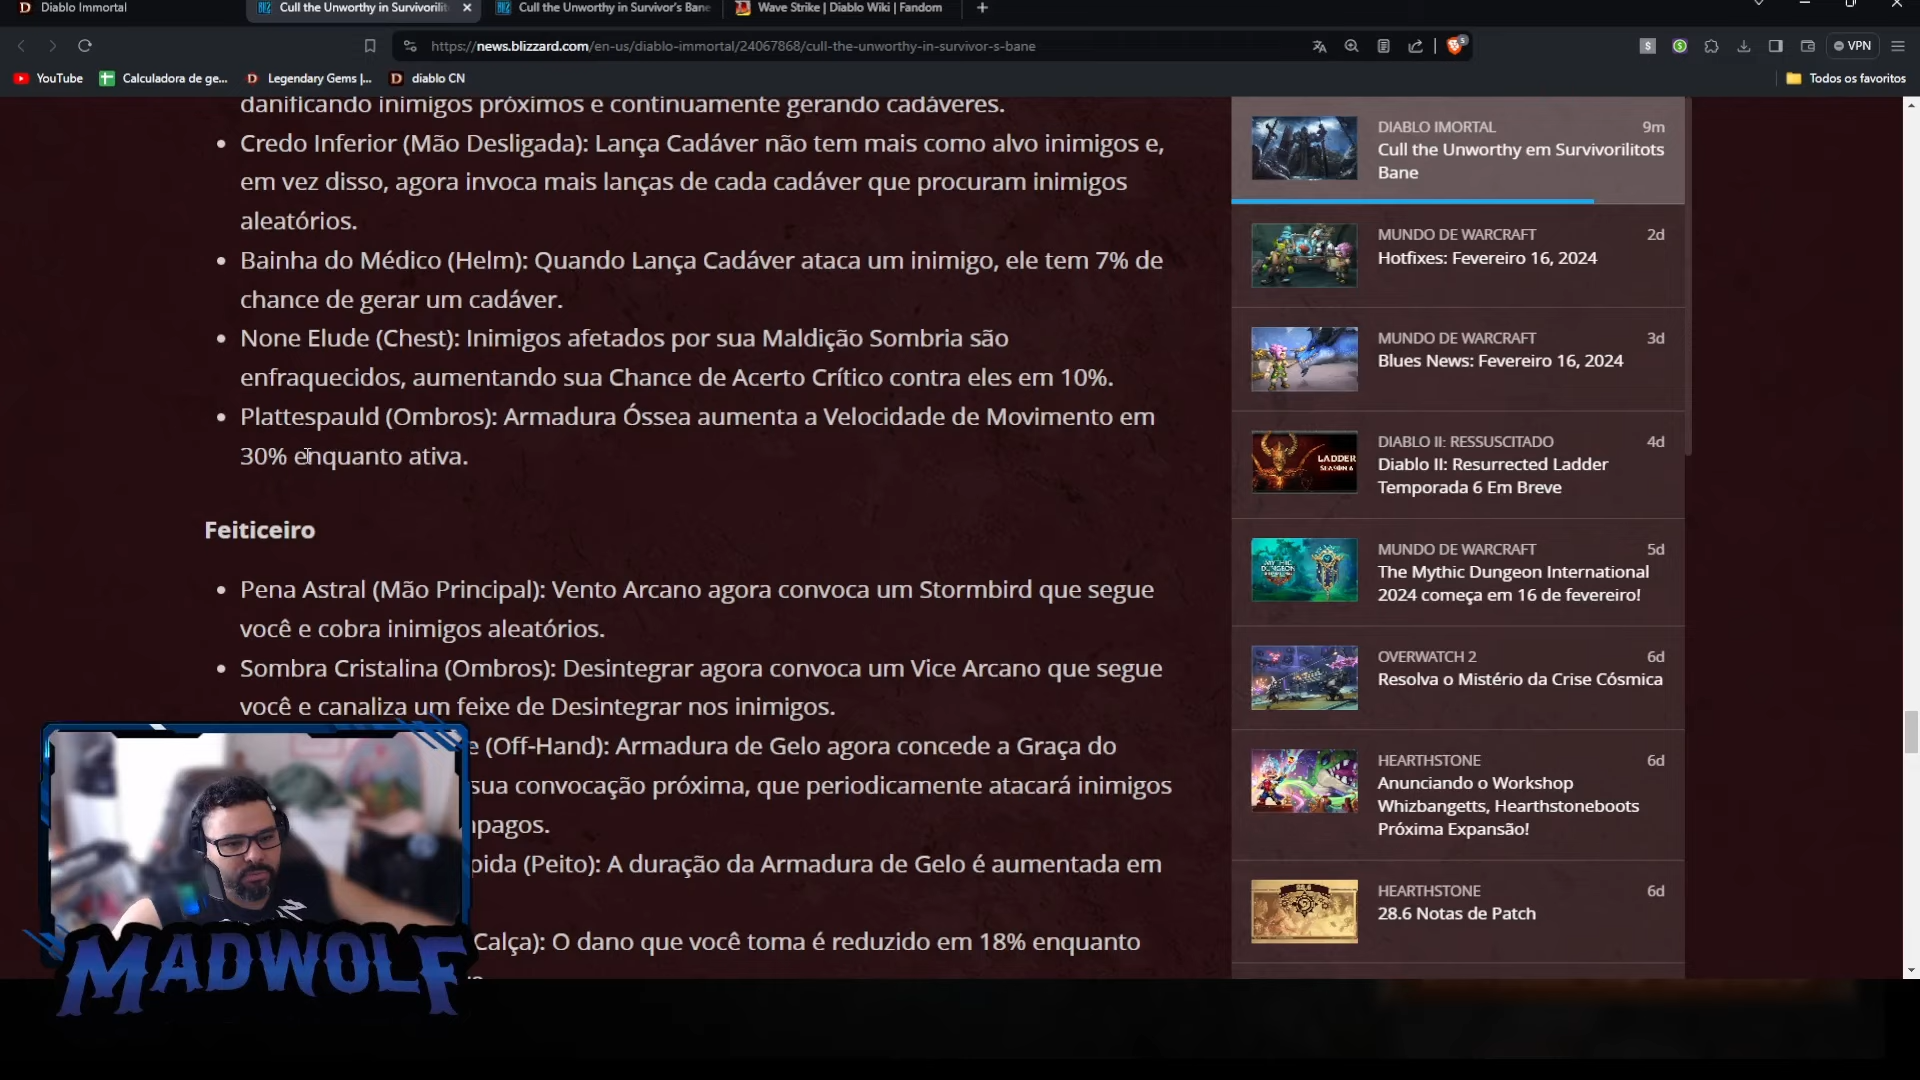 Diablo Immortal
Cull the Unworthy in Survivorilit
Cull the Unworthy in Survivor's Bane
Wave Strike | Diablo Wiki | Fandom
https://news.blizzard.com/en-us/diablo-immortal/24067868/cull-the-unworthy-in-survivor-s-bane
5
VPN
YouTube
Calculadora de ge...
Legendary Gems |...
diablo CN
Todos os favoritos
danificando inimigos próximos e continuamente gerando cadáveres.
• Credo Inferior (Mão Desligada): Lança Cadáver não tem mais como alvo inimigos e,
em vez disso, agora invoca mais lanças de cada cadáver que procuram inimigos
aleatórios.
• Bainha do Médico (Helm): Quando Lança Cadáver ataca um inimigo, ele tem 7% de
chance de gerar um cadáver.
• None Elude (Chest): Inimigos afetados por sua Maldição Sombria são
enfraquecidos, aumentando sua Chance de Acerto Crítico contra eles em 10%.
• Plattespauld (Ombros): Armadura Óssea aumenta a Velocidade de Movimento em
30% enquanto ativa.
Feiticeiro
• Pena Astral (Mão Principal): Vento Arcano agora convoca um Stormbird que segue
você e cobra inimigos aleatórios.
• Sombra Cristalina (Ombros): Desintegrar agora convoca um Vice Arcano que segue
você e canaliza um feixe de Desintegrar nos inimigos.
e (Off-Hand): Armadura de Gelo agora concede a Graça do
sua convocação próxima, que periodicamente atacará inimigos
npagos.
pida (Peito): A duração da Armadura de Gelo é aumentada em
Calça): O dano que você toma é reduzido em 18% enquanto
MADWOLF
DIABLO IMORTAL
9m
Cull the Unworthy em Survivorilitots
Bane
MUNDO DE WARCRAFT
2d
Hotfixes: Fevereiro 16, 2024
MUNDO DE WARCRAFT
3d
Blues News: Fevereiro 16, 2024
LADDER
DIABLO II: RESSUSCITADO
4d
Diablo II: Resurrected Ladder
Temporada 6 Em Breve
MYTHIC
DUNGEON
MUNDO DE WARCRAFT
5d
The Mythic Dungeon International
2024 começa em 16 de fevereiro!
OVERWATCH 2
6d
Resolva o Mistério da Crise Cósmica
HEARTHSTONE
6d
Anunciando o Workshop
Whizbangetts, Hearthstoneboots
Próxima Expansão!
HEARTHSTONE
6d
28.6 Notas de Patch